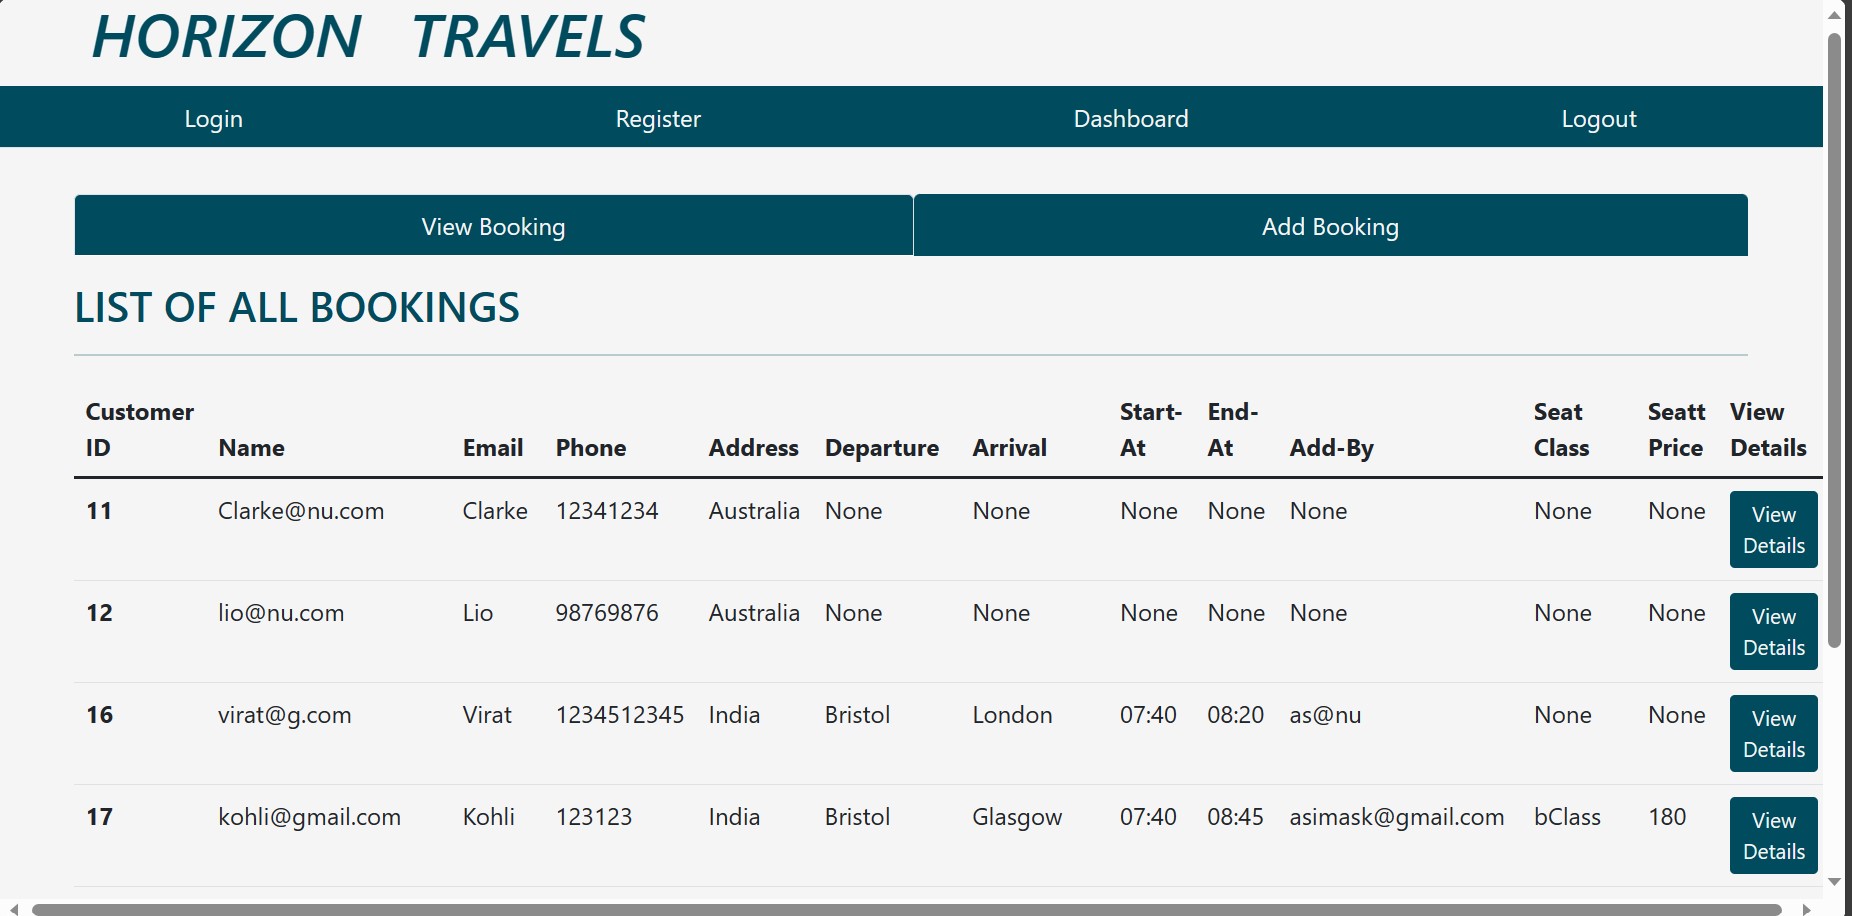 HORIZON TRAVELS
Login Register Dashboard Logout
View Booking Add Booking
LIST OF ALL BOOKINGS
Customer ID Name Email Phone Address Departure Arrival Start-At End-At Add-By Seat Class Seatt Price View Details
11 Clarke@nu.com Clarke 12341234 Australia None None None None None None None View Details
12 lio@nu.com Lio 98769876 Australia None None None None None None None View Details
16 virat@g.com Virat 1234512345 India Bristol London 07:40 08:20 as@nu None None View Details
17 kohli@gmail.com Kohli 123123 India Bristol Glasgow 07:40 08:45 asimask@gmail.com bClass 180 View Details